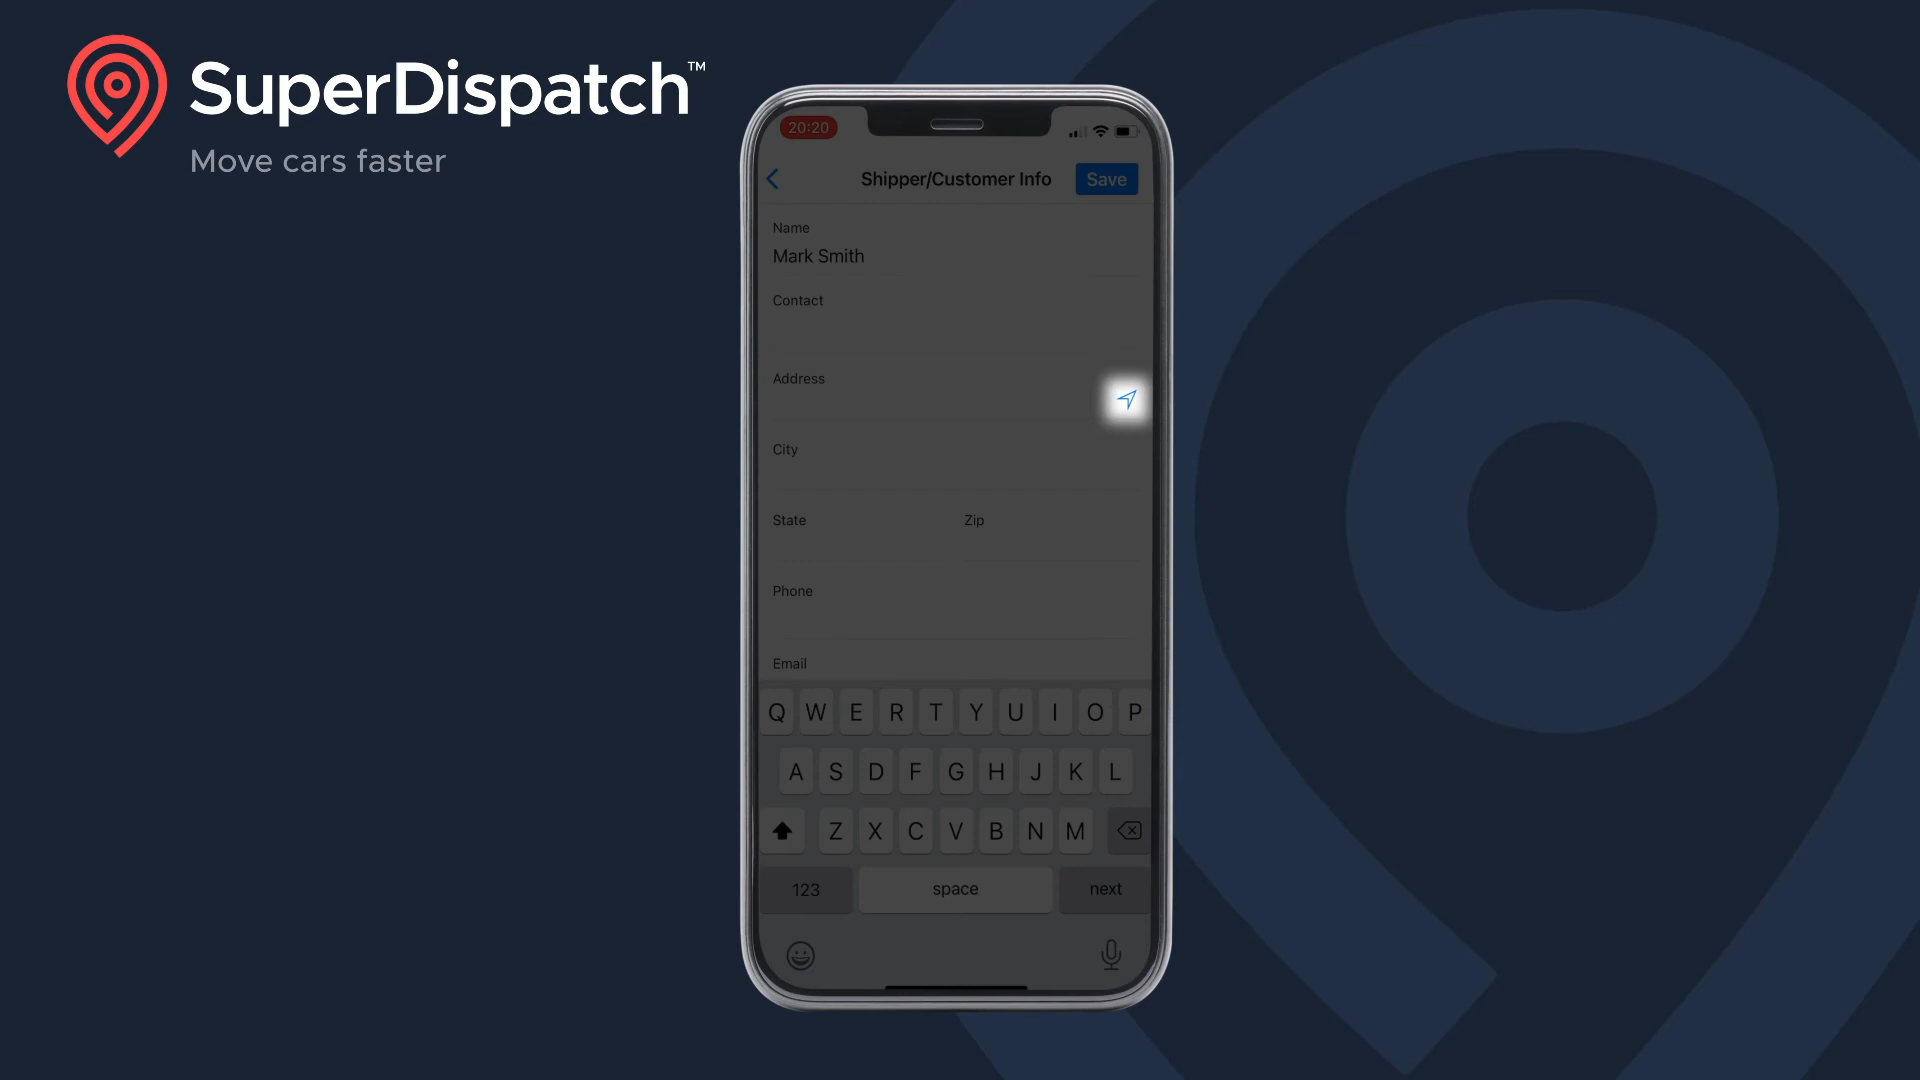 SuperDispatch™
Move cars faster
20:20
Shipper/Customer Info
Save
Name
Mark Smith
Contact
Address
City
State Zip
Phone
Email
Q W E R T Y U I O P
A S D F G H J K L
Z X C V B N M
123 space next